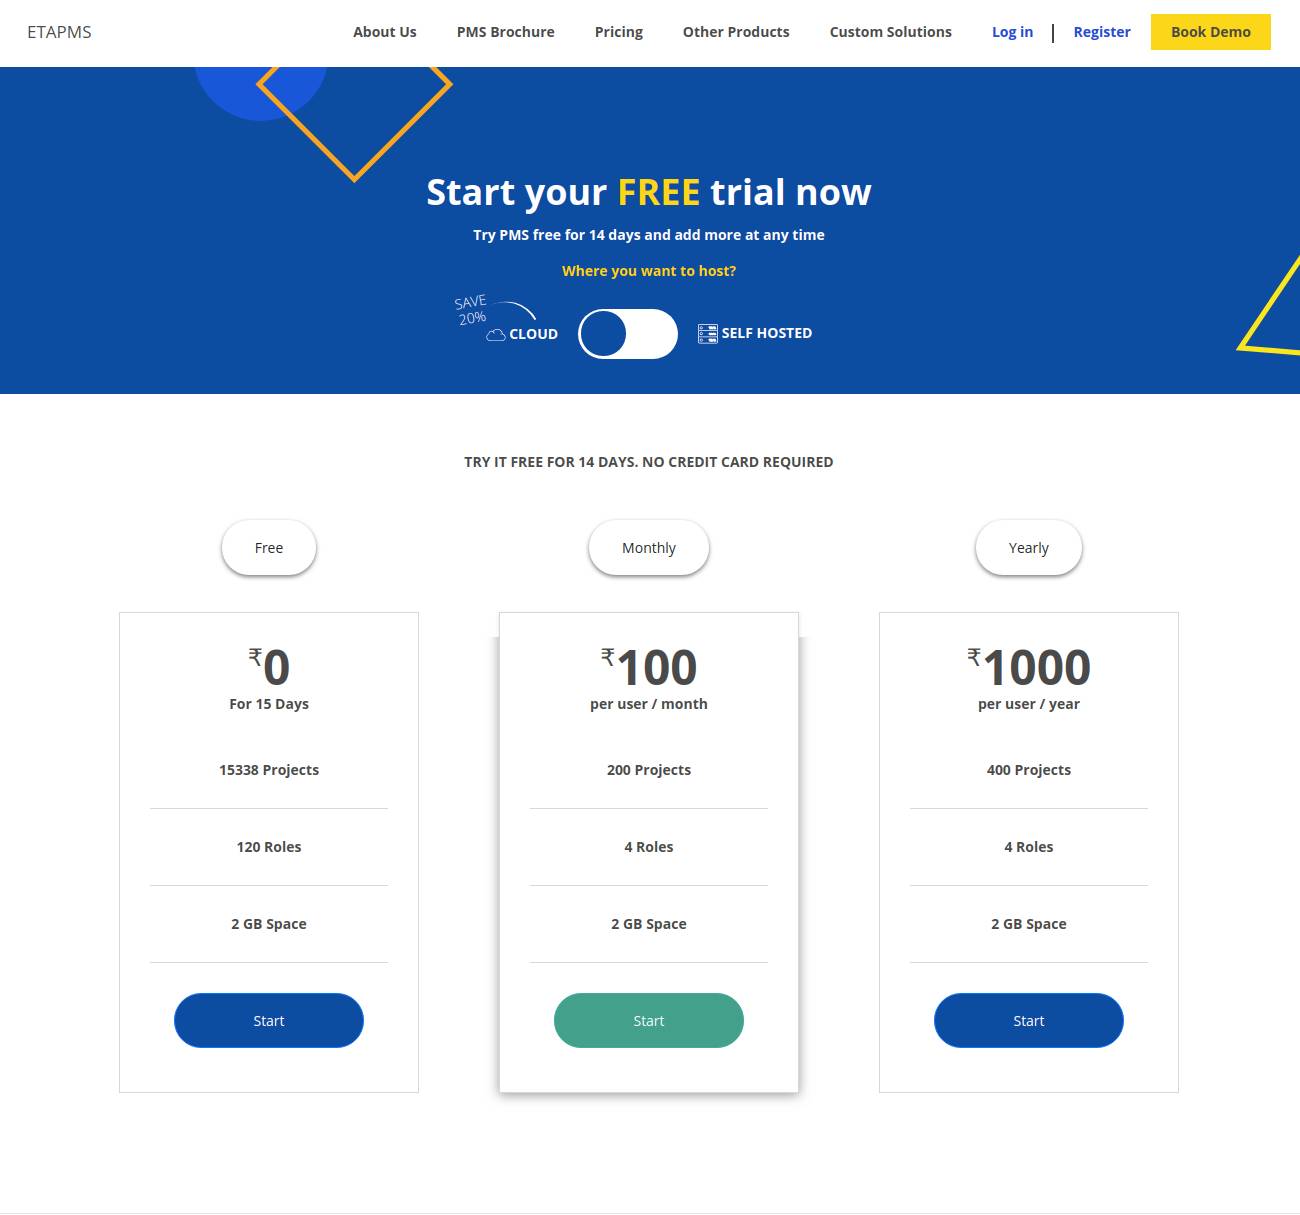 ETAPMS
About Us
PMS Brochure
Pricing
Other Products
Custom Solutions
Log in
Register
Book Demo
Start your FREE trial now
Try PMS free for 14 days and add more at any time
Where you want to host?
SAVE
20%
CLOUD
SELF HOSTED
TRY IT FREE FOR 14 DAYS. NO CREDIT CARD REQUIRED
Free
₹0
For 15 Days
15338 Projects
120 Roles
2 GB Space
Start
Monthly
₹100
per user / month
200 Projects
4 Roles
2 GB Space
Start
Yearly
₹1000
per user / year
400 Projects
4 Roles
2 GB Space
Start